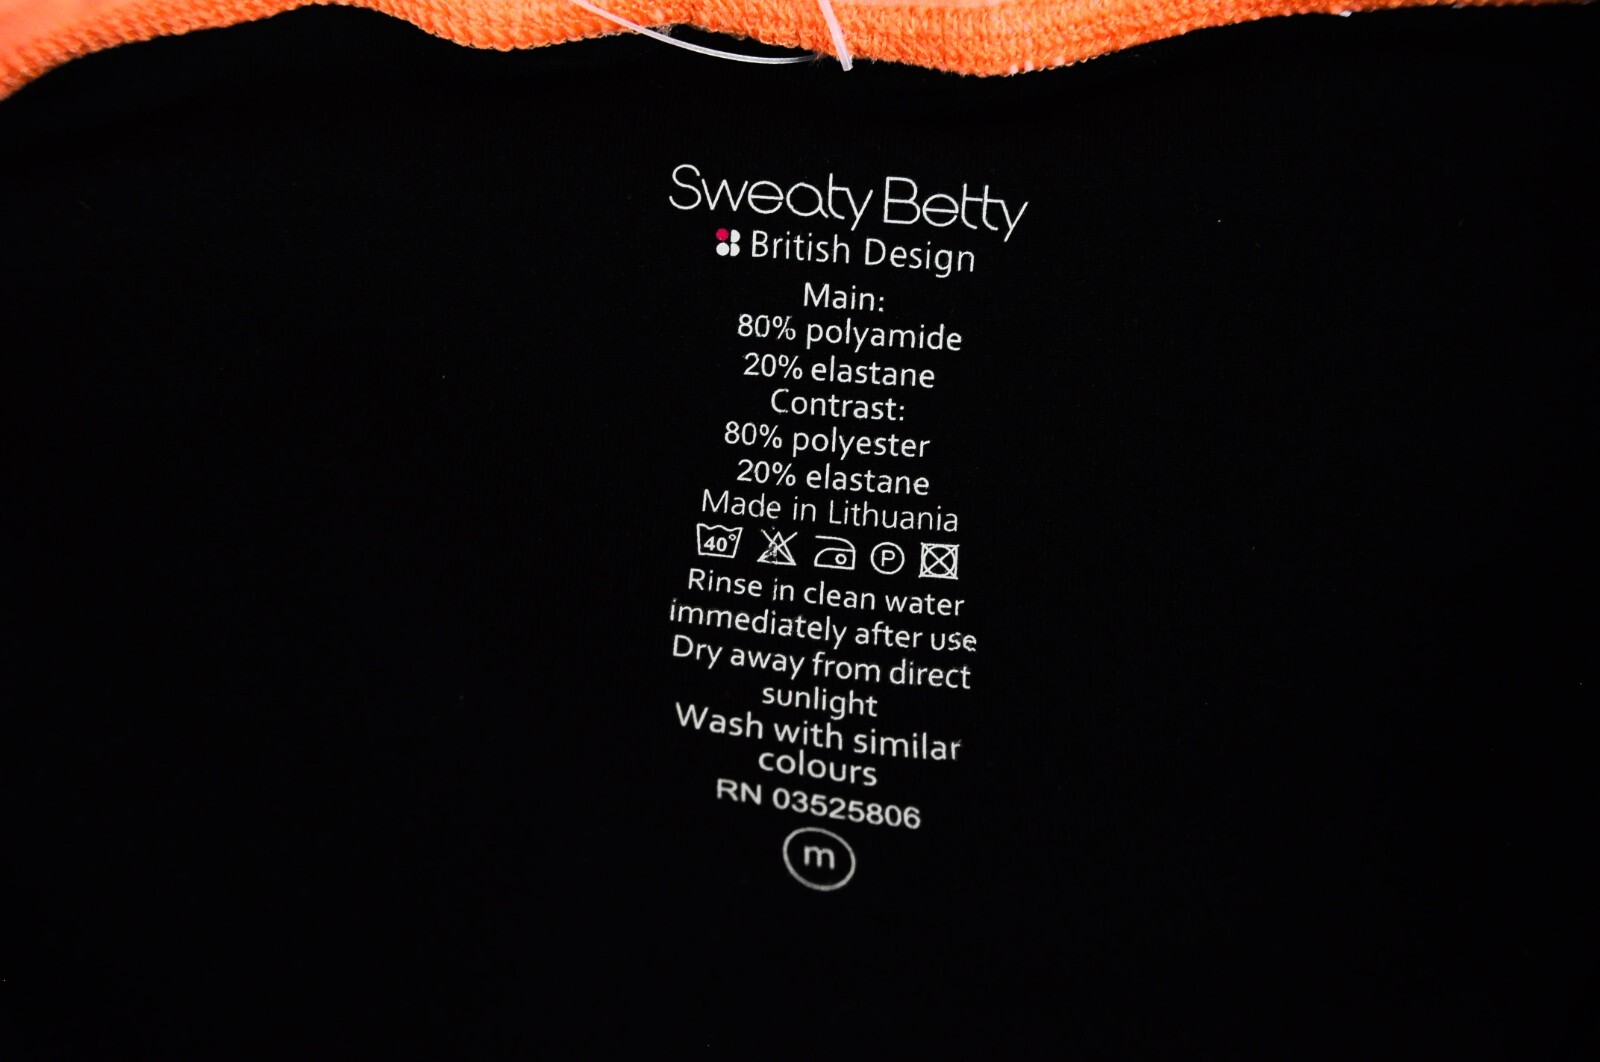 Sweaty Betty
British Design
Main:
80% polyamide
20% elastane
Contrast:
80% polyester
20% elastane
Made in Lithuania
40° P
Rinse in clean water
immediately after use
Dry away from direct
sunlight
Wash with similar
colours
RN 03525806
m